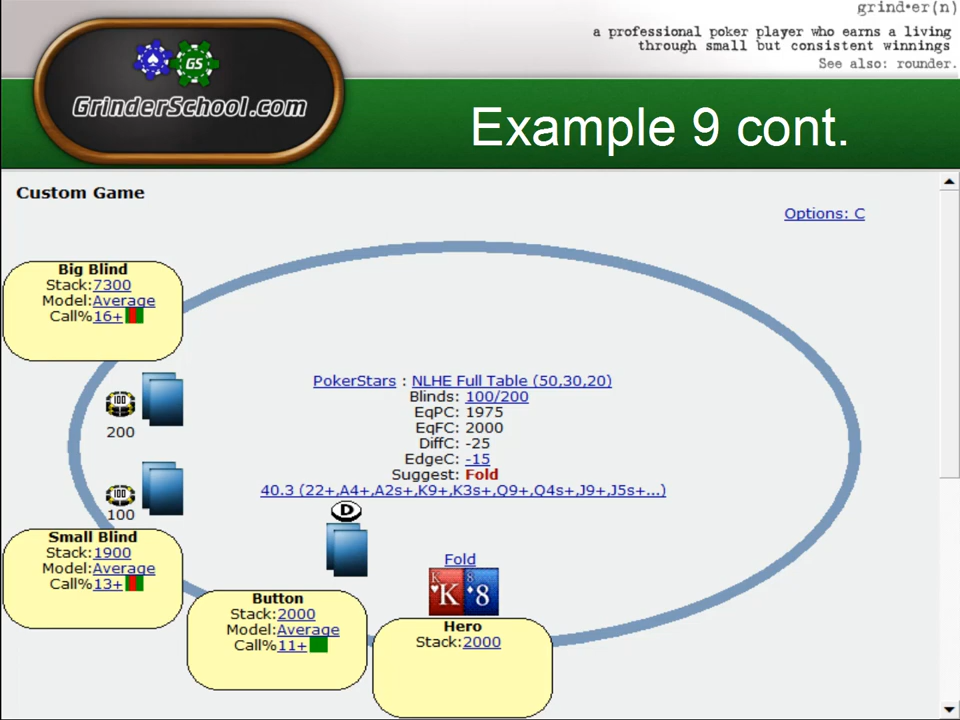 grind•er(n)
a professional poker player who earns a living
through small but consistent winnings
See also: rounder.
GS
GrinderSchool.com
Example 9 cont.
Custom Game
Options: C
Big Blind
Stack:7300
Model:Average
Call%16+
PokerStars : NLHE Full Table (50,30,20)
Blinds: 100/200
EqPC: 1975
EqFC: 2000
DiffC: -25
EdgeC: -15
Suggest: Fold
40.3 (22+,A4+,A2s+,K9+,K3s+,Q9+,Q4s+,J9+,J5s+...)
100
200
100
100
D
Small Blind
Stack:1900
Model:Average
Call%13+
Fold
K K 8 8
Button
Stack:2000
Model:Average
Call%11+
Hero
Stack:2000